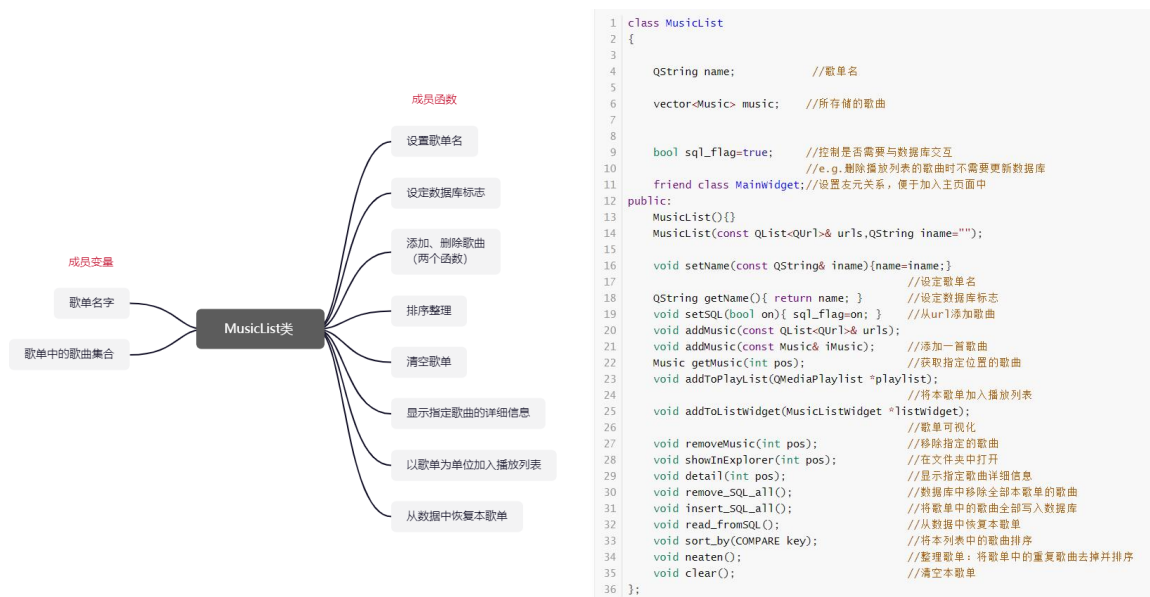 成员函数
设置歌单名
设定数据库标志
添加、删除歌曲
(两个函数)
成员变量
歌单名字
歌单中的歌曲集合
MusicList类
排序整理
清空歌单
显示指定歌曲的详细信息
以歌单为单位加入播放列表
从数据中恢复本歌单
1 class MusicList
2 {
3
4 QString name; //歌单名
5
6 vector<Music> music; //所存储的歌曲
7
8
9 bool sql_flag=true; //控制是否需要与数据库交互
10 //e.g.删除播放列表的歌曲时不需要更新数据库
11 friend class MainWidget;//设置友元关系，便于加入主页面中
12 public:
13 MusicList(){}
14 MusicList(const QList<QUrl>& urls,QString iname="");
15
16 void setName(const QString& iname){name=iname;}
17 //设定歌单名
18 QString getName(){ return name; } //设定数据库标志
19 void setSQL(bool on){ sql_flag=on; } //从url添加歌曲
20 void addMusic(const QList<QUrl>& urls);
21 void addMusic(const Music& iMusic); //添加一首歌曲
22 Music getMusic(int pos); //获取指定位置的歌曲
23 void addToPlayList(QMediaPlaylist *playlist);
24 //将本歌单加入播放列表
25 void addToListWidget(MusicListWidget *listWidget);
26 //歌单可视化
27 void removeMusic(int pos); //移除指定的歌曲
28 void showInExplorer(int pos); //在文件夹中打开
29 void detail(int pos); //显示指定歌曲详细信息
30 void remove_SQL_all(); //数据库中移除全部本歌单的歌曲
31 void insert_SQL_all(); //将歌单中的歌曲全部写入数据库
32 void read_fromSQL(); //从数据中恢复本歌单
33 void sort_by(COMPARE key); //将本列表中的歌曲排序
34 void neaten(); //整理歌单：将歌单中的重复歌曲去掉并排序
35 void clear(); //清空本歌单
36 };